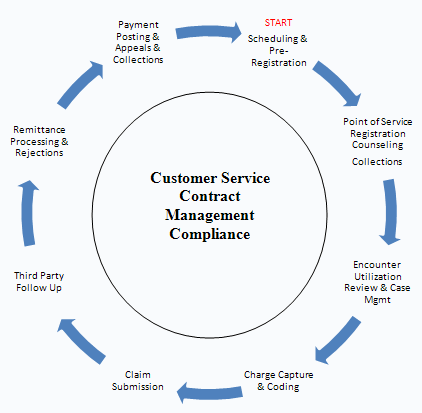 START
Scheduling &
Pre-
Registration
Point of Service
Registration
Counseling
Collections
Encounter
Utilization
Review & Case
Mgmt
Charge Capture
& Coding
Claim
Submission
Third Party
Follow Up
Remittance
Processing &
Rejections
Payment
Posting &
Appeals &
Collections
Customer Service
Contract
Management
Compliance